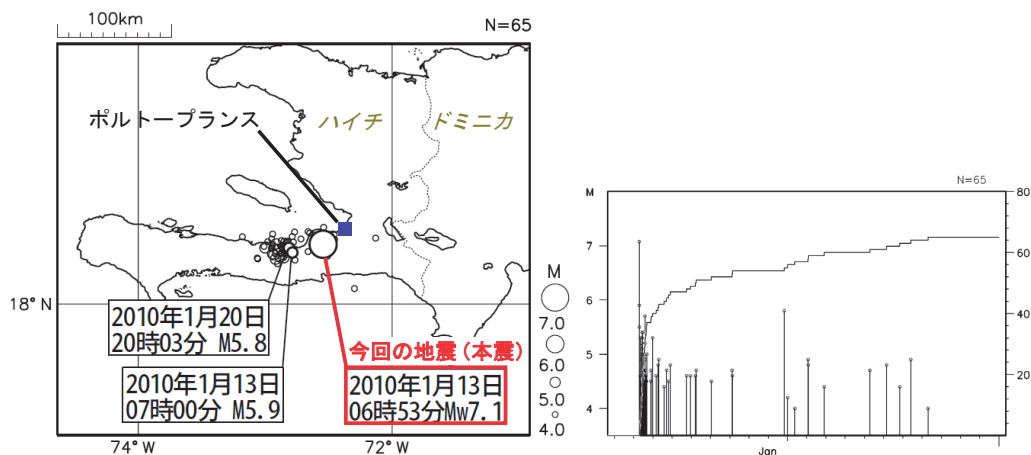 100km
N=65
ポルトープランス
ハイチ
ドミニカ
18°N
2010年1月20日
20時03分 M5.8
2010年1月13日
07時00分 M5.9
今回の地震(本震)
2010年1月13日
06時53分Mw7.1
74°W
72°W
M
7.0
6.0
5.0
4.0
N=65
M
7
6
5
4
80
60
40
20
Jan